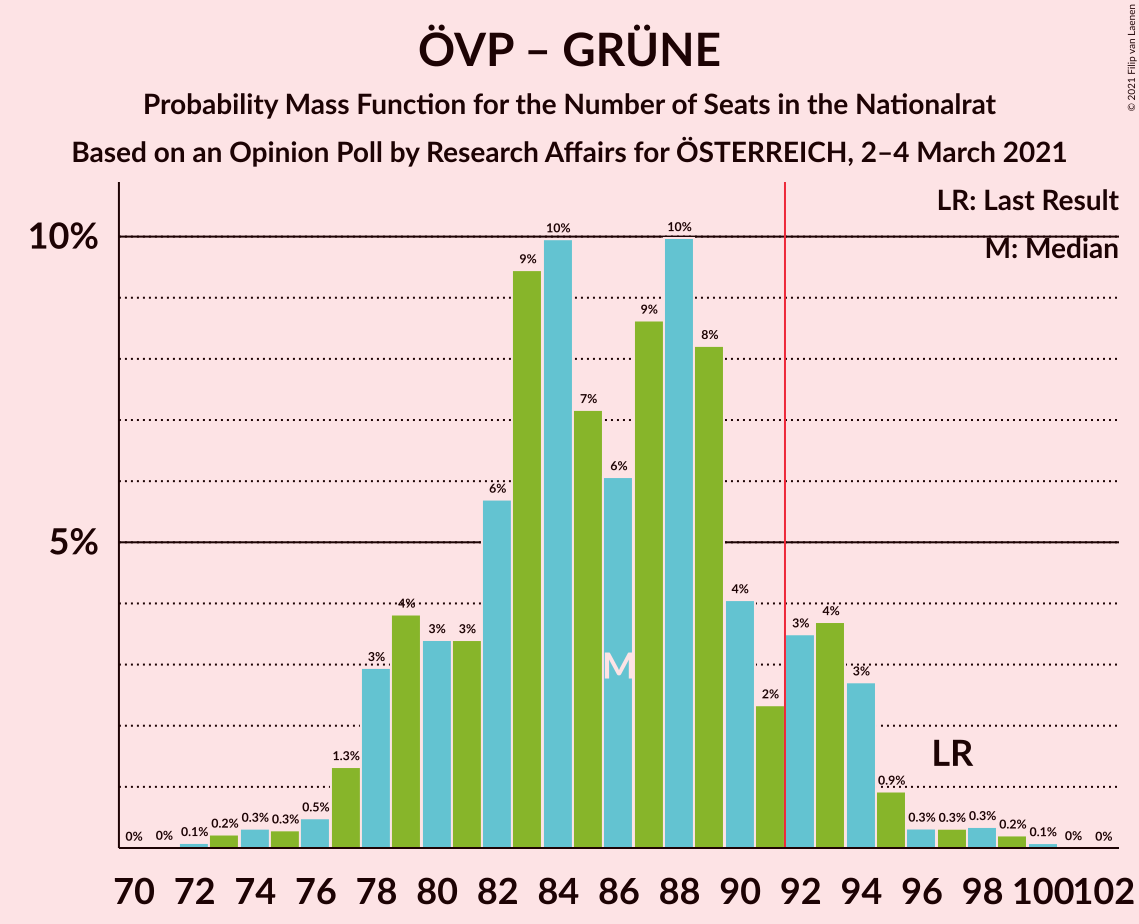 ÖVP – GRÜNE
Probability Mass Function for the Number of Seats in the Nationalrat
Based on an Opinion Poll by Research Affairs for ÖSTERREICH, 2–4 March 2021
© 2021 Filip van Laenen
LR: Last Result
M: Median
10%
5%
0% 0% 0.1% 0.2% 0.3% 0.3% 0.5% 1.3% 3% 4% 3% 3% 6% 9% 10% 7% 6% 9% 10% 8% 4% 2% 3% 4% 3% 0.9% 0.3% 0.3% 0.3% 0.2% 0.1% 0% 0%
M
LR
70 72 74 76 78 80 82 84 86 88 90 92 94 96 98 100 102